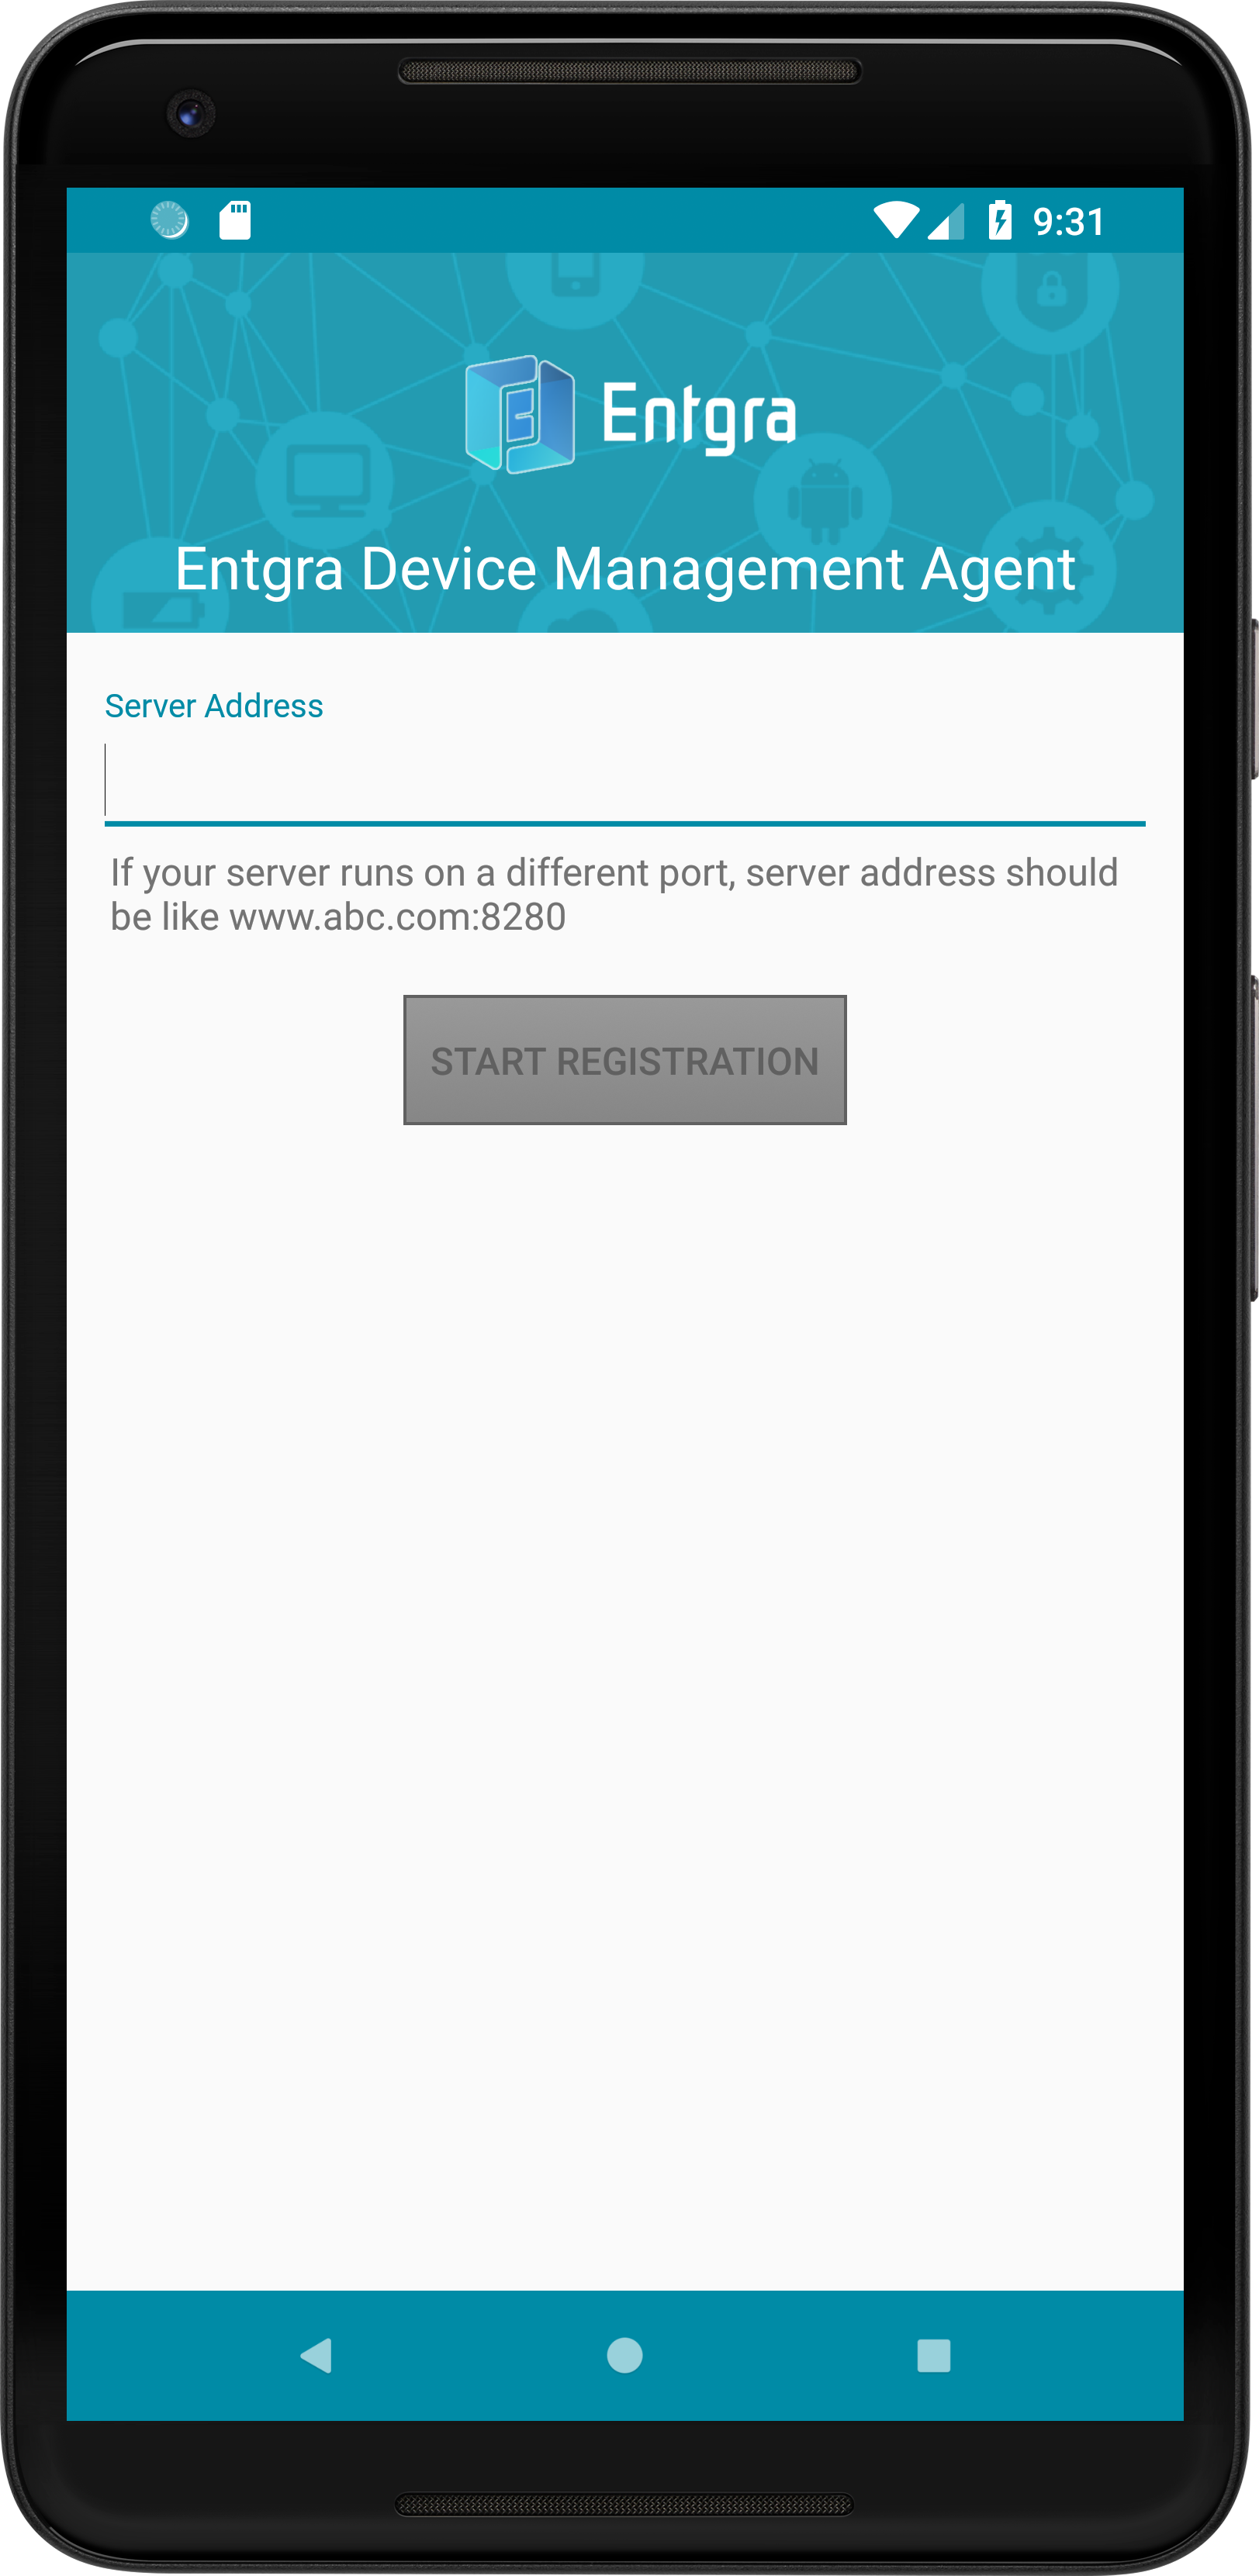 9:31
Entgra
Entgra Device Management Agent
Server Address
If your server runs on a different port, server address should
be like www.abc.com:8280
START REGISTRATION